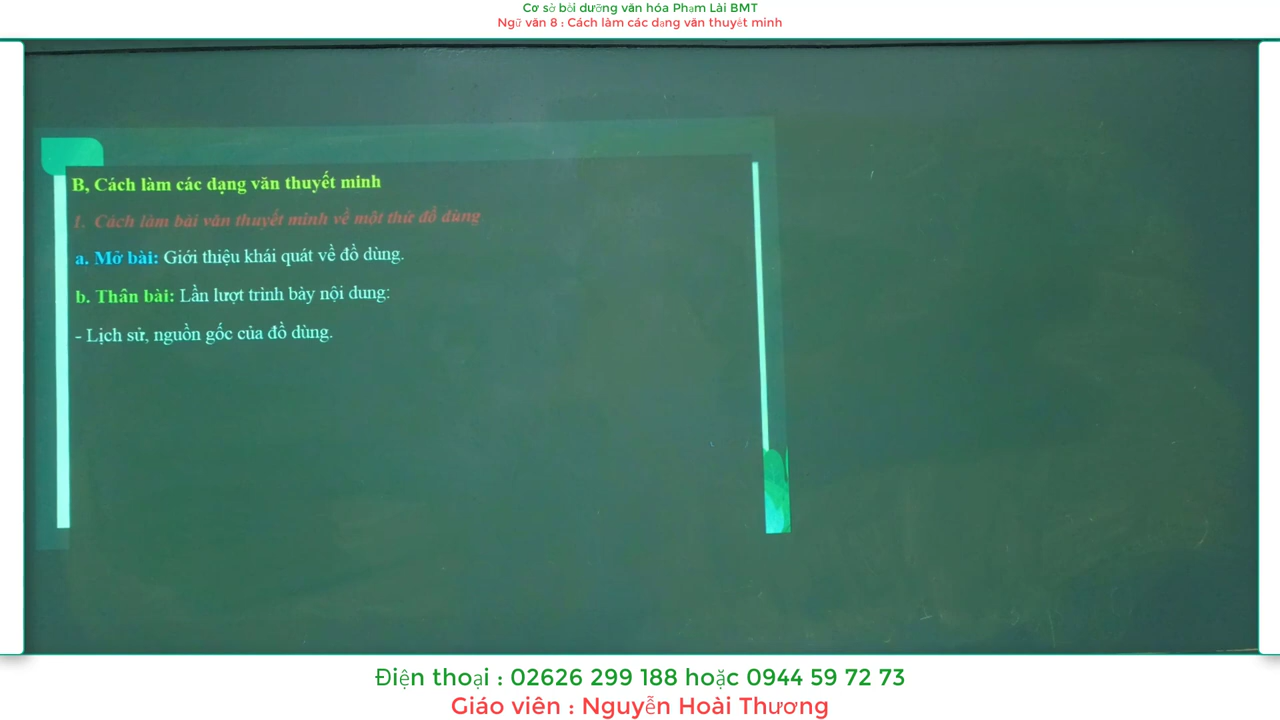 Cơ sở bồi dưỡng văn hóa Phạm Lài BMT
Ngữ văn 8 : Cách làm các dạng văn thuyết minh
B, Cách làm các dạng văn thuyết minh
1. Cách làm bài văn thuyết minh về một thứ đồ dùng
a. Mở bài: Giới thiệu khái quát về đồ dùng.
b. Thân bài: Lần lượt trình bày nội dung:
- Lịch sử, nguồn gốc của đồ dùng.
Điện thoại : 02626 299 188 hoặc 0944 59 72 73
Giáo viên : Nguyễn Hoài Thương